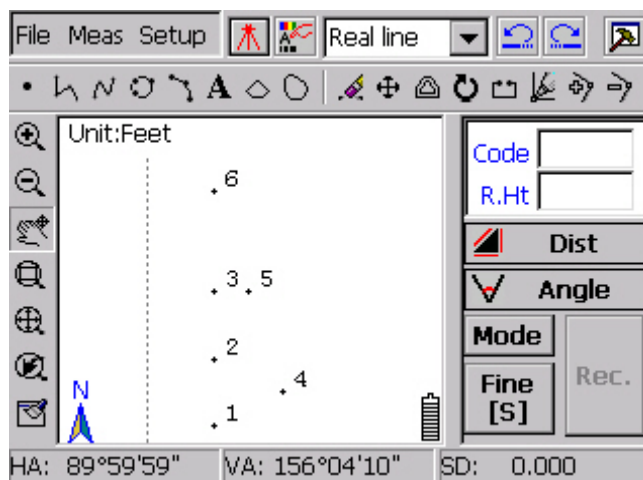 File Meas Setup Real line
A
Unit:Feet
Code
R.Ht
6
Dist
3 5
Angle
2
Mode
4
N
Fine
[S]
Rec.
1
HA: 89°59'59" VA: 156°04'10" SD: 0.000